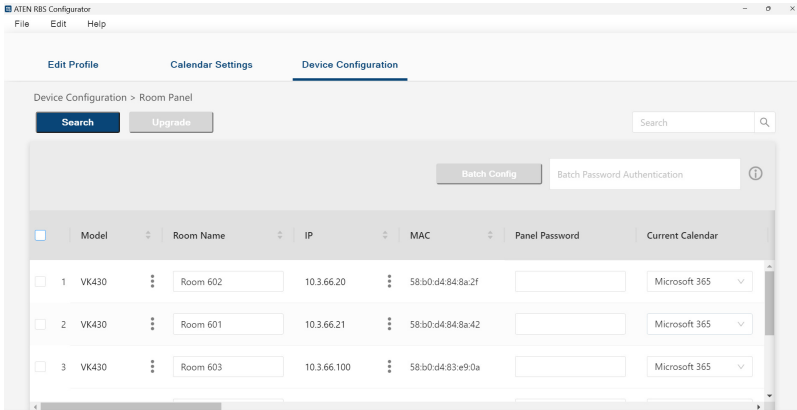 ATEN RBS Configurator
File Edit Help
Edit Profile Calendar Settings Device Configuration
Device Configuration > Room Panel
Search Upgrade Search
Batch Config Batch Password Authentication
Model Room Name IP MAC Panel Password Current Calendar
1 VK430 Room 602 10.3.66.20 58:b0:d4:84:8a:2f Microsoft 365
2 VK430 Room 601 10.3.66.21 58:b0:d4:84:8a:42 Microsoft 365
3 VK430 Room 603 10.3.66.100 58:b0:d4:83:e9:0a Microsoft 365